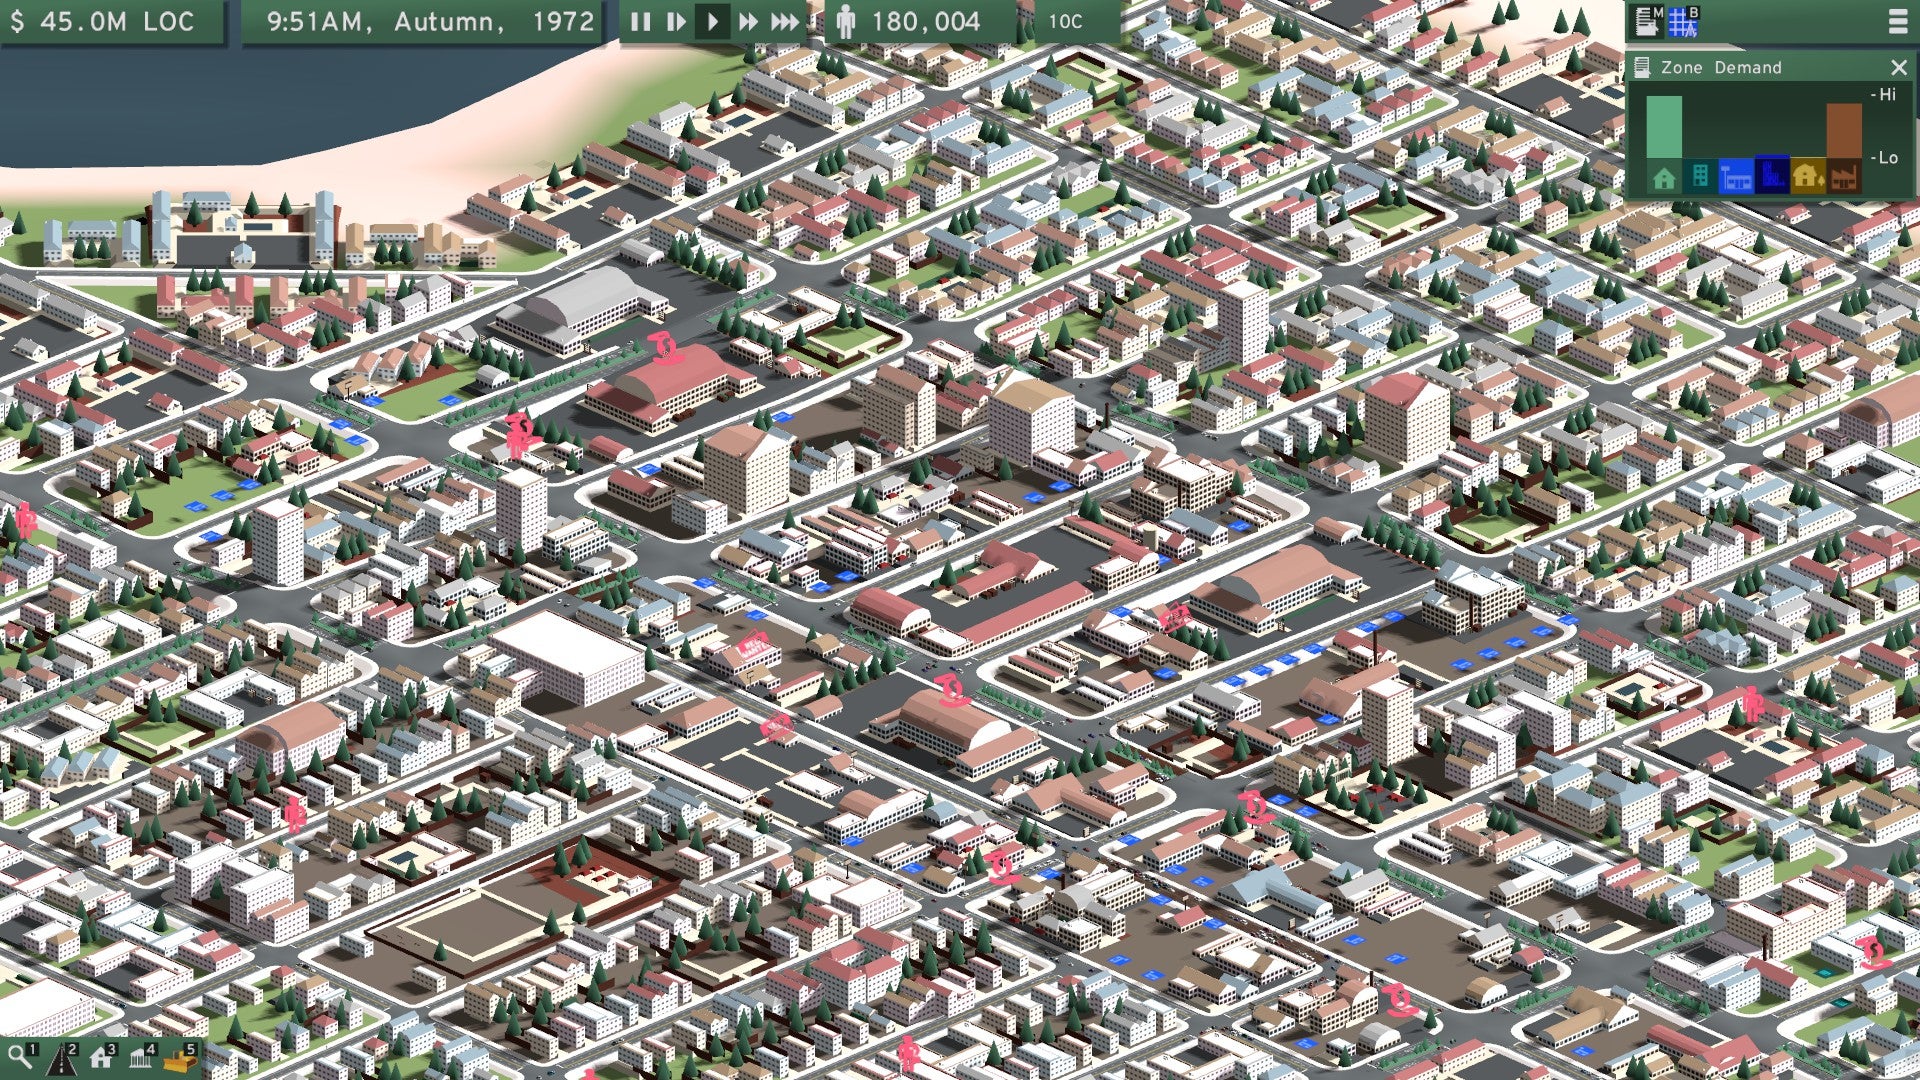 $ 45.0M LOC
9:51AM, Autumn, 1972
180,004
10C
M
B
Zone Demand
-Hi
-Lo
1
2
3
4
5